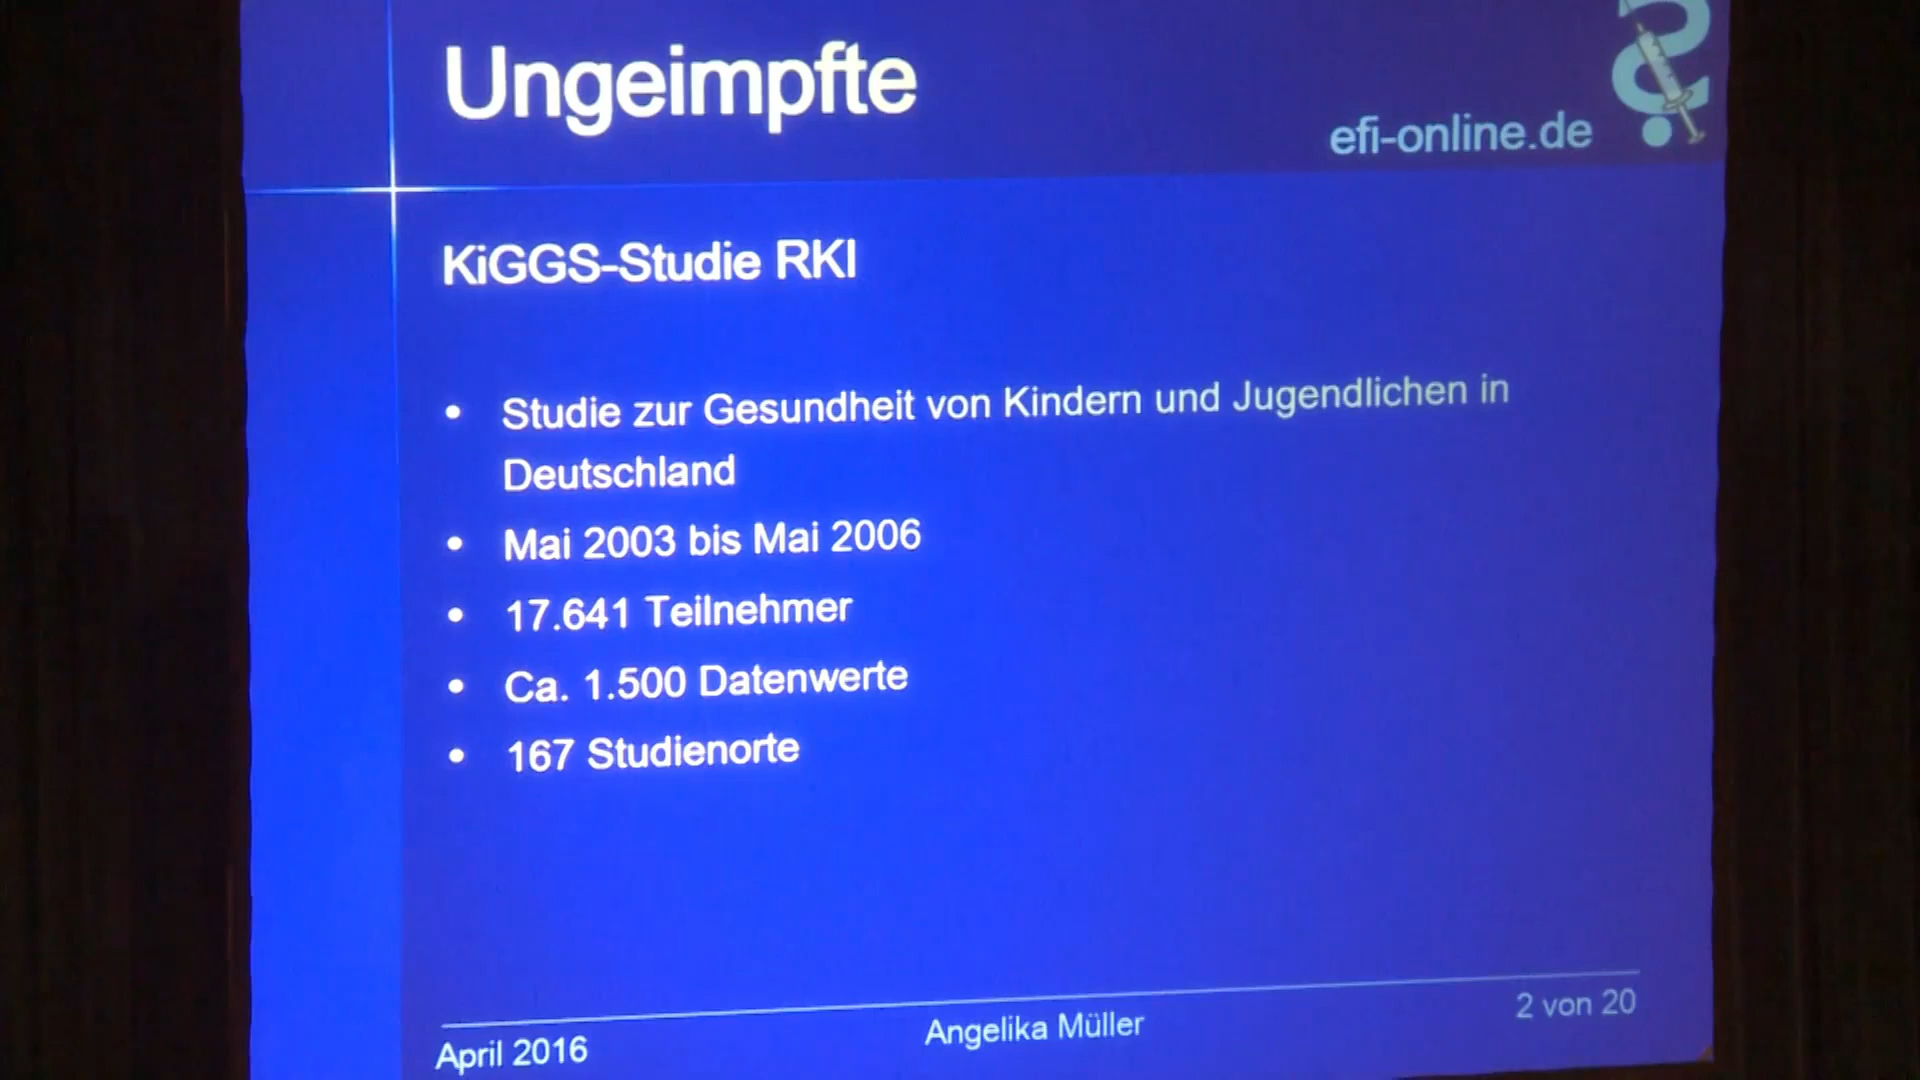 Ungeimpfte
efi-online.de
KiGGS-Studie RKI
• Studie zur Gesundheit von Kindern und Jugendlichen in
Deutschland
• Mai 2003 bis Mai 2006
• 17.641 Teilnehmer
• Ca. 1.500 Datenwerte
• 167 Studienorte
April 2016
Angelika Müller
2 von 20